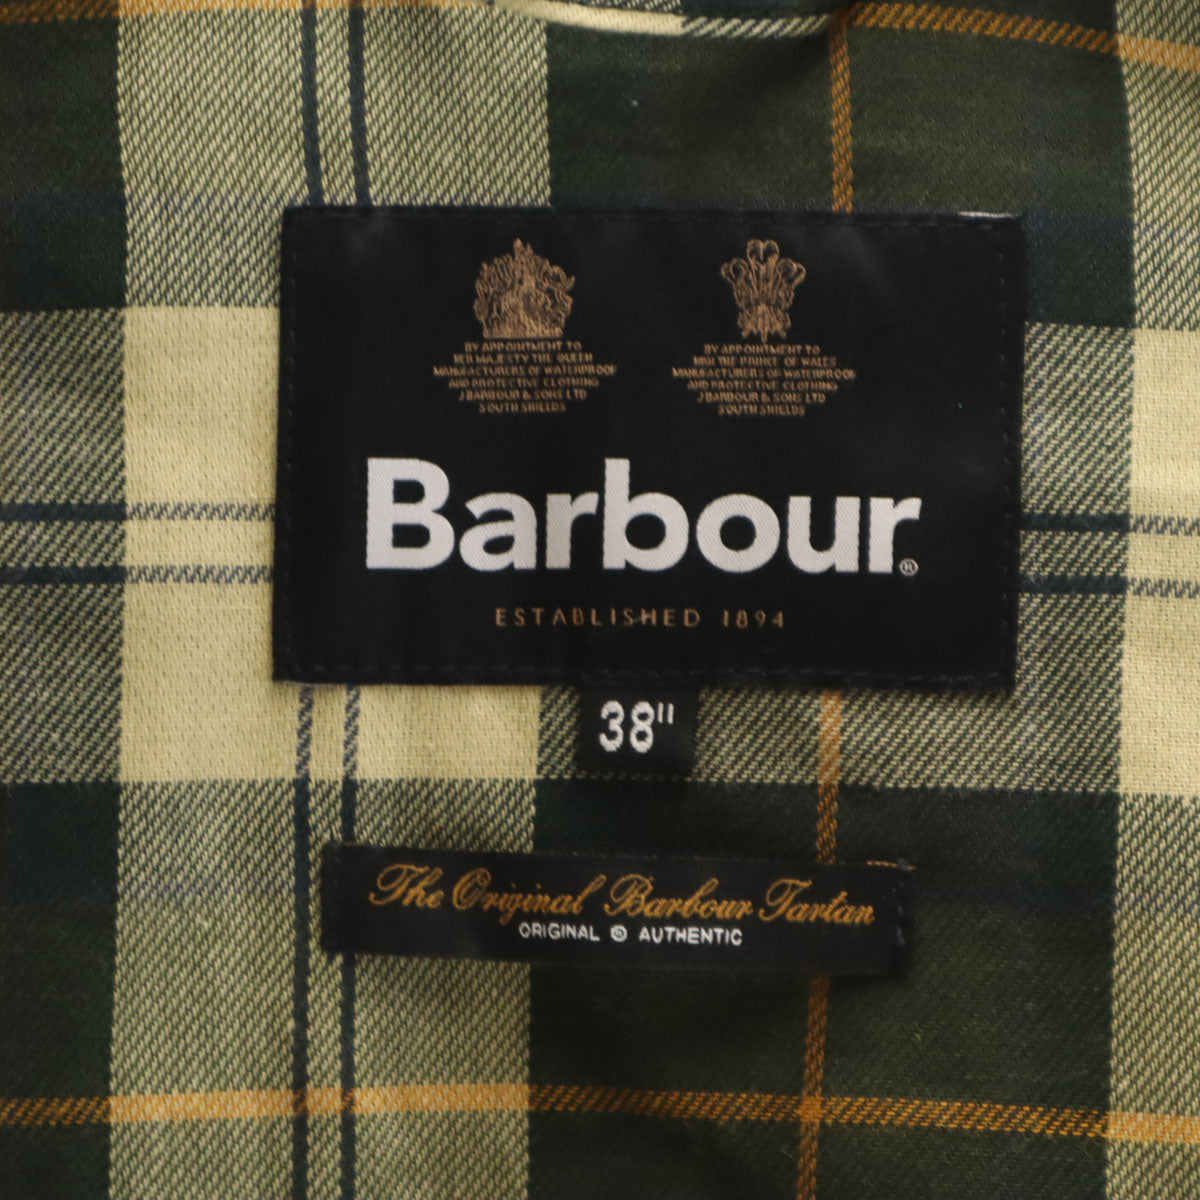 BY APPOINTMENT TO
HER MAJESTY THE QUEEN
MANUFACTURERS OF WATERPROOF
AND PROTECTIVE CLOTHING
J BARBOUR & SONS LTD
SOUTH SHIELDS
BY APPOINTMENT TO
HRH THE PRINCE OF WALES
MANUFACTURERS OF WATERPROOF
AND PROTECTIVE CLOTHING
J BARBOUR & SONS LTD
SOUTH SHIELDS
Barbour®
ESTABLISHED 1894
38"
The Original Barbour Tartan
ORIGINAL & AUTHENTIC